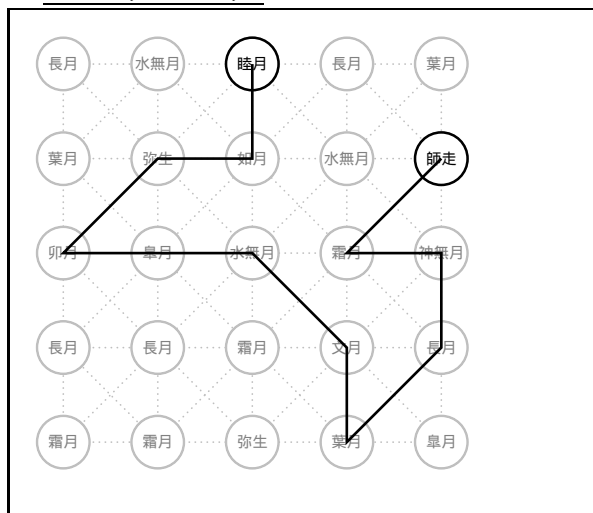 長月 水無月 睦月 長月 葉月
葉月 弥生 如月 水無月 師走
卯月 皐月 水無月 霜月 神無月
長月 長月 霜月 文月 長月
霜月 霜月 弥生 葉月 皐月